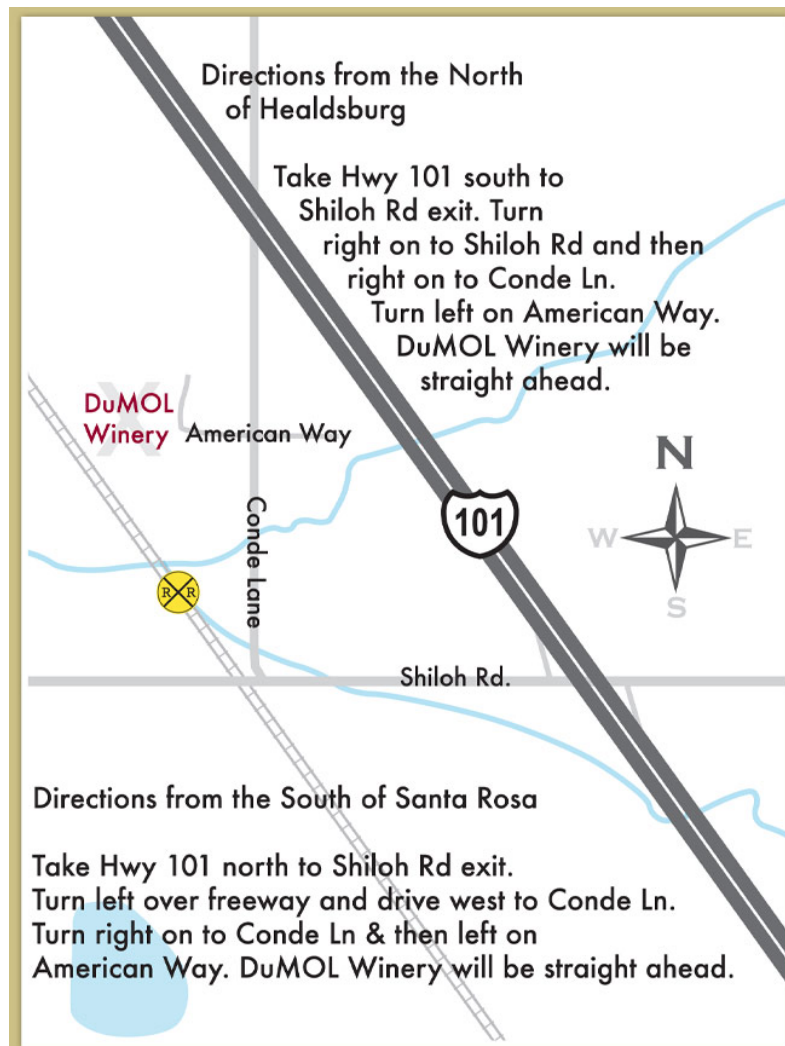 Directions from the North
of Healdsburg
Take Hwy 101 south to
Shiloh Rd exit. Turn
right on to Shiloh Rd and then
right on to Conde Ln.
Turn left on American Way.
DuMOL Winery will be
straight ahead.
X
DuMOL
Winery
American Way
N
W
E
S
101
Conde Lane
R R
Shiloh Rd.
Directions from the South of Santa Rosa
Take Hwy 101 north to Shiloh Rd exit.
Turn left over freeway and drive west to Conde Ln.
Turn right on to Conde Ln & then left on
American Way. DuMOL Winery will be straight ahead.